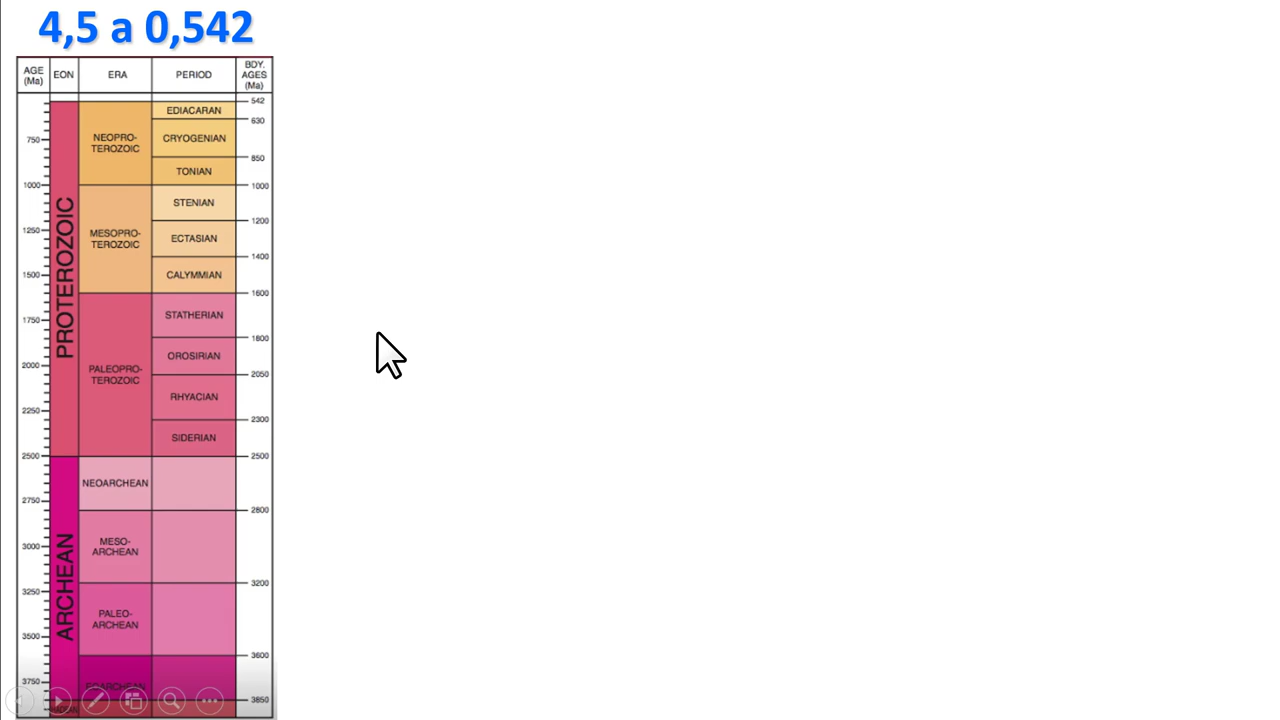 4,5 a 0,542
AGE (Ma)
EON
ERA
PERIOD
BDY. AGES (Ma)
750
1000
1250
1500
1750
2000
2250
2500
2750
3000
3250
3500
3750
PROTEROZOIC
ARCHEAN
NEOPRO-
TEROZOIC
MESOPRO-
TEROZOIC
PALEOPRO-
TEROZOIC
NEOARCHEAN
MESO-
ARCHEAN
PALEO-
ARCHEAN
EOARCHEAN
EDIACARAN
CRYOGENIAN
TONIAN
STENIAN
ECTASIAN
CALYMMIAN
STATHERIAN
OROSIRIAN
RHYACIAN
SIDERIAN
542
630
850
1000
1200
1400
1600
1800
2050
2300
2500
2800
3200
3600
3850